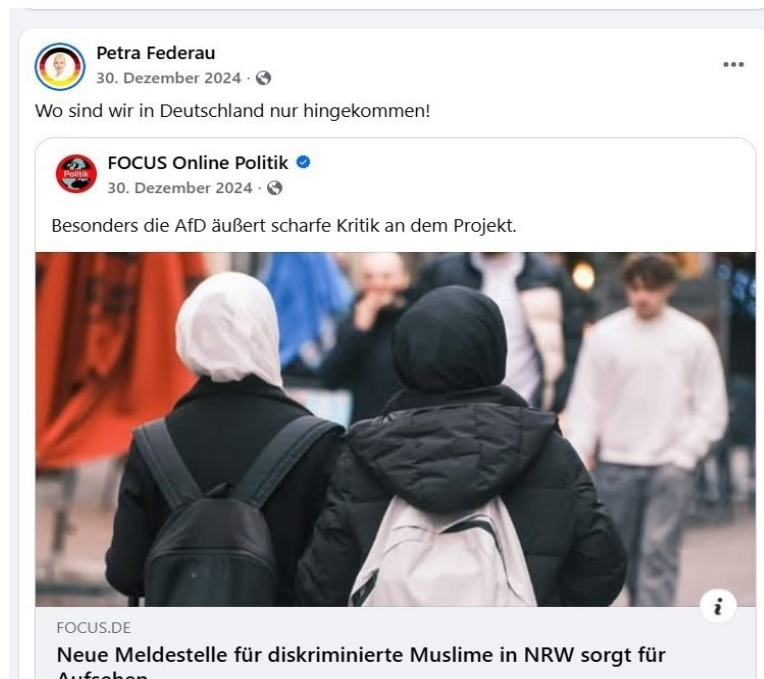 Petra Federau
30. Dezember 2024 ·
Wo sind wir in Deutschland nur hingekommen!
Politik
FOCUS Online Politik
30. Dezember 2024 ·
Besonders die AfD äußert scharfe Kritik an dem Projekt.
i
FOCUS.DE
Neue Meldestelle für diskriminierte Muslime in NRW sorgt für
Aufsehen